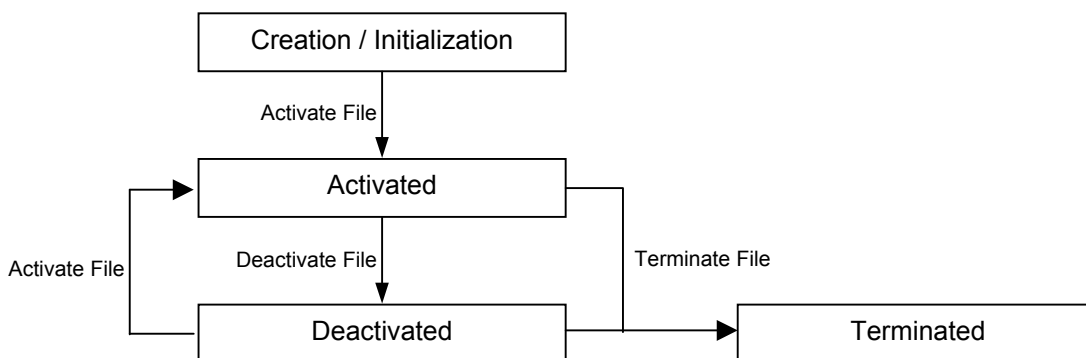 Creation / Initialization
Activate File
Activated
Activate File
Deactivate File
Terminate File
Deactivated
Terminated